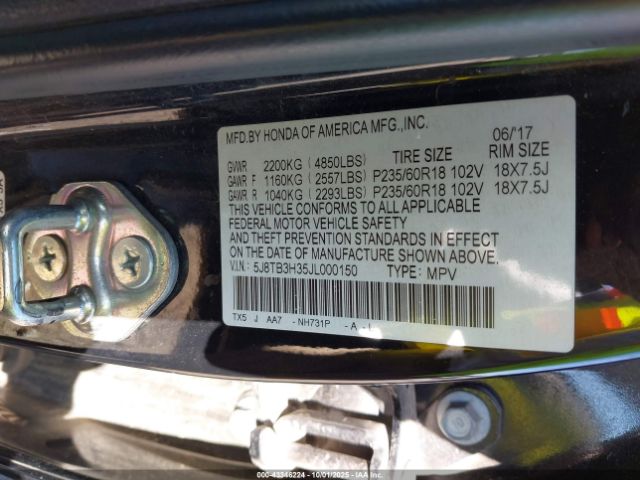 MFD.BY HONDA OF AMERICA MFG.,INC. 06/'17
GVWR 2200KG (4850LBS) TIRE SIZE RIM SIZE
GAWR F 1160KG (2557LBS) P235/60R18 102V 18X7.5J
GAWR R 1040KG (2293LBS) P235/60R18 102V 18X7.5J
THIS VEHICLE CONFORMS TO ALL APPLICABLE
FEDERAL MOTOR VEHICLE SAFETY
AND THEFT PREVENTION STANDARDS IN EFFECT
ON THE DATE OF MANUFACTURE SHOWN ABOVE.
V.I.N.: 5J8TB3H35JL000150 TYPE: MPV
TX5 J AA7 -NH731P -A -L
000-43346224 - 10/01/2025 - Copyright © IAA, Inc.